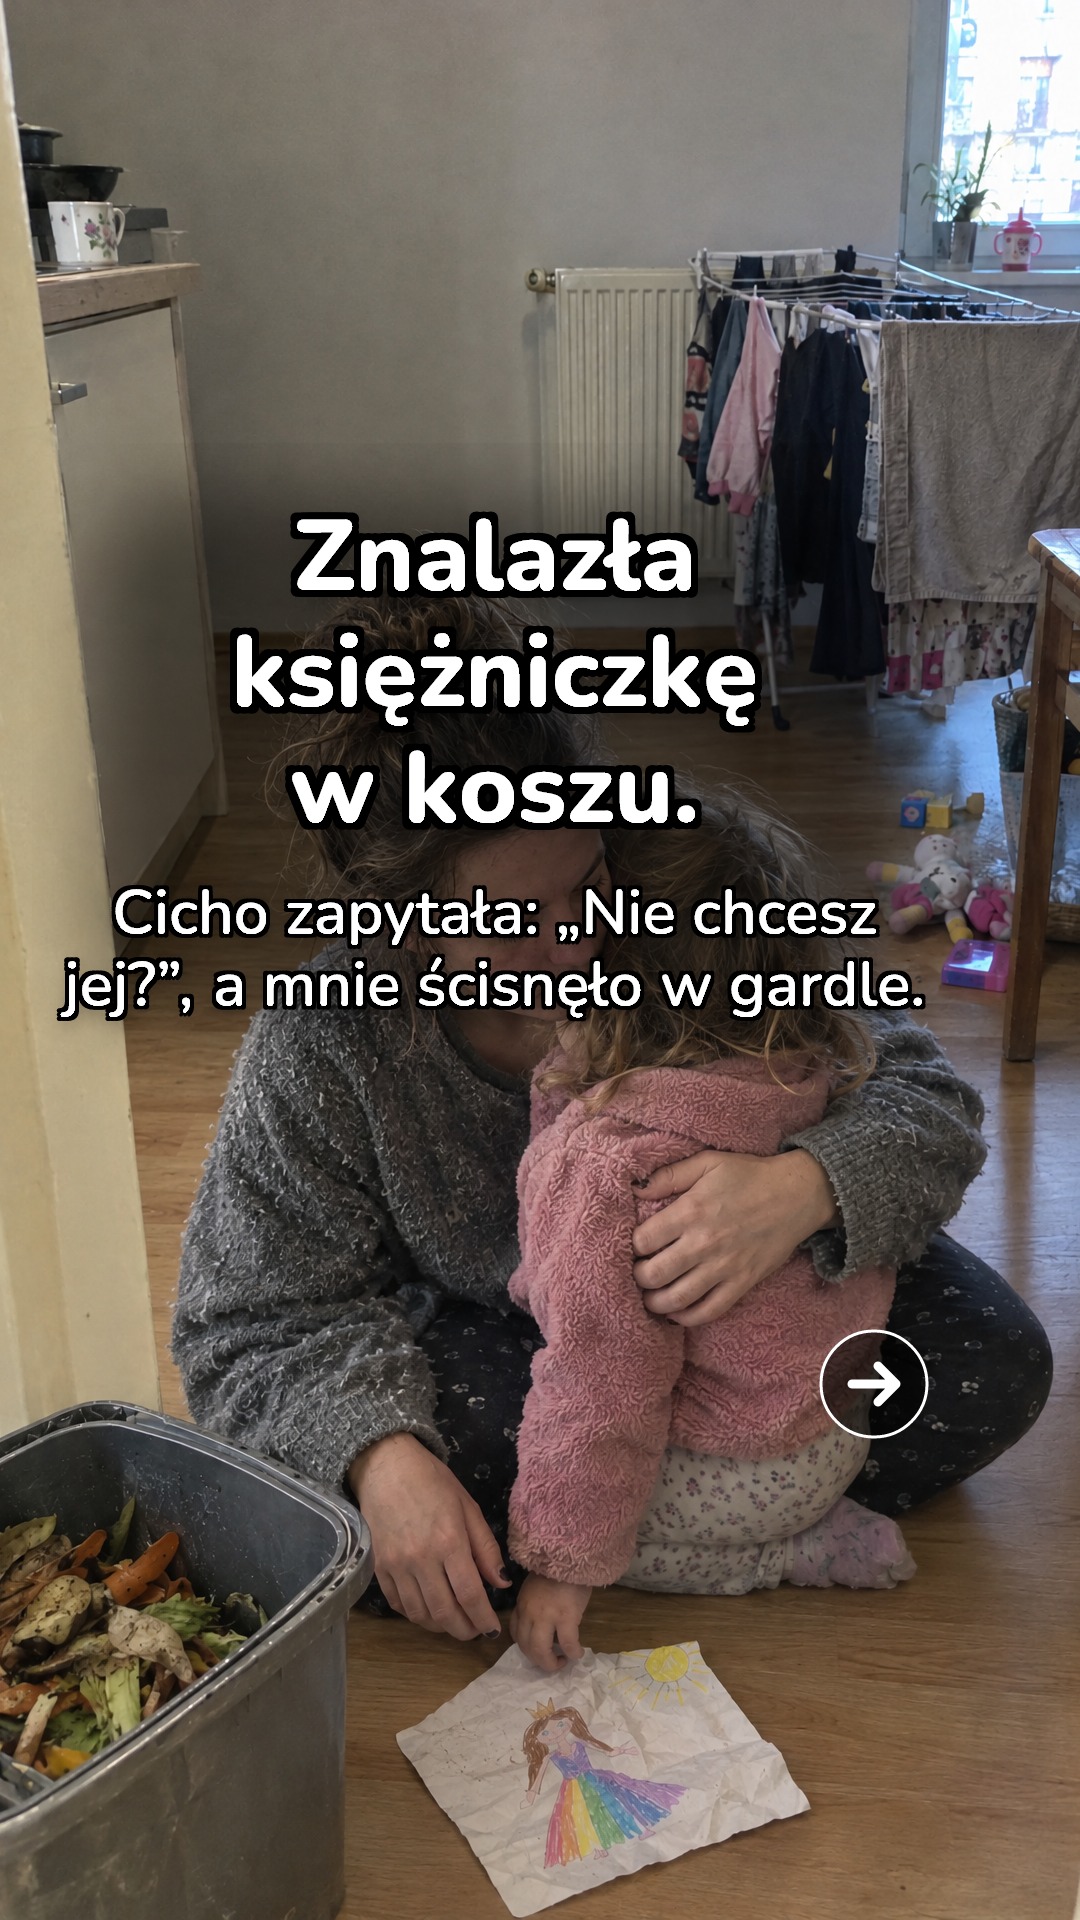 Znalazła
księżniczkę
w koszu.
Cicho zapytała: „Nie chcesz
jej?”, a mnie ścisnęło w gardle.